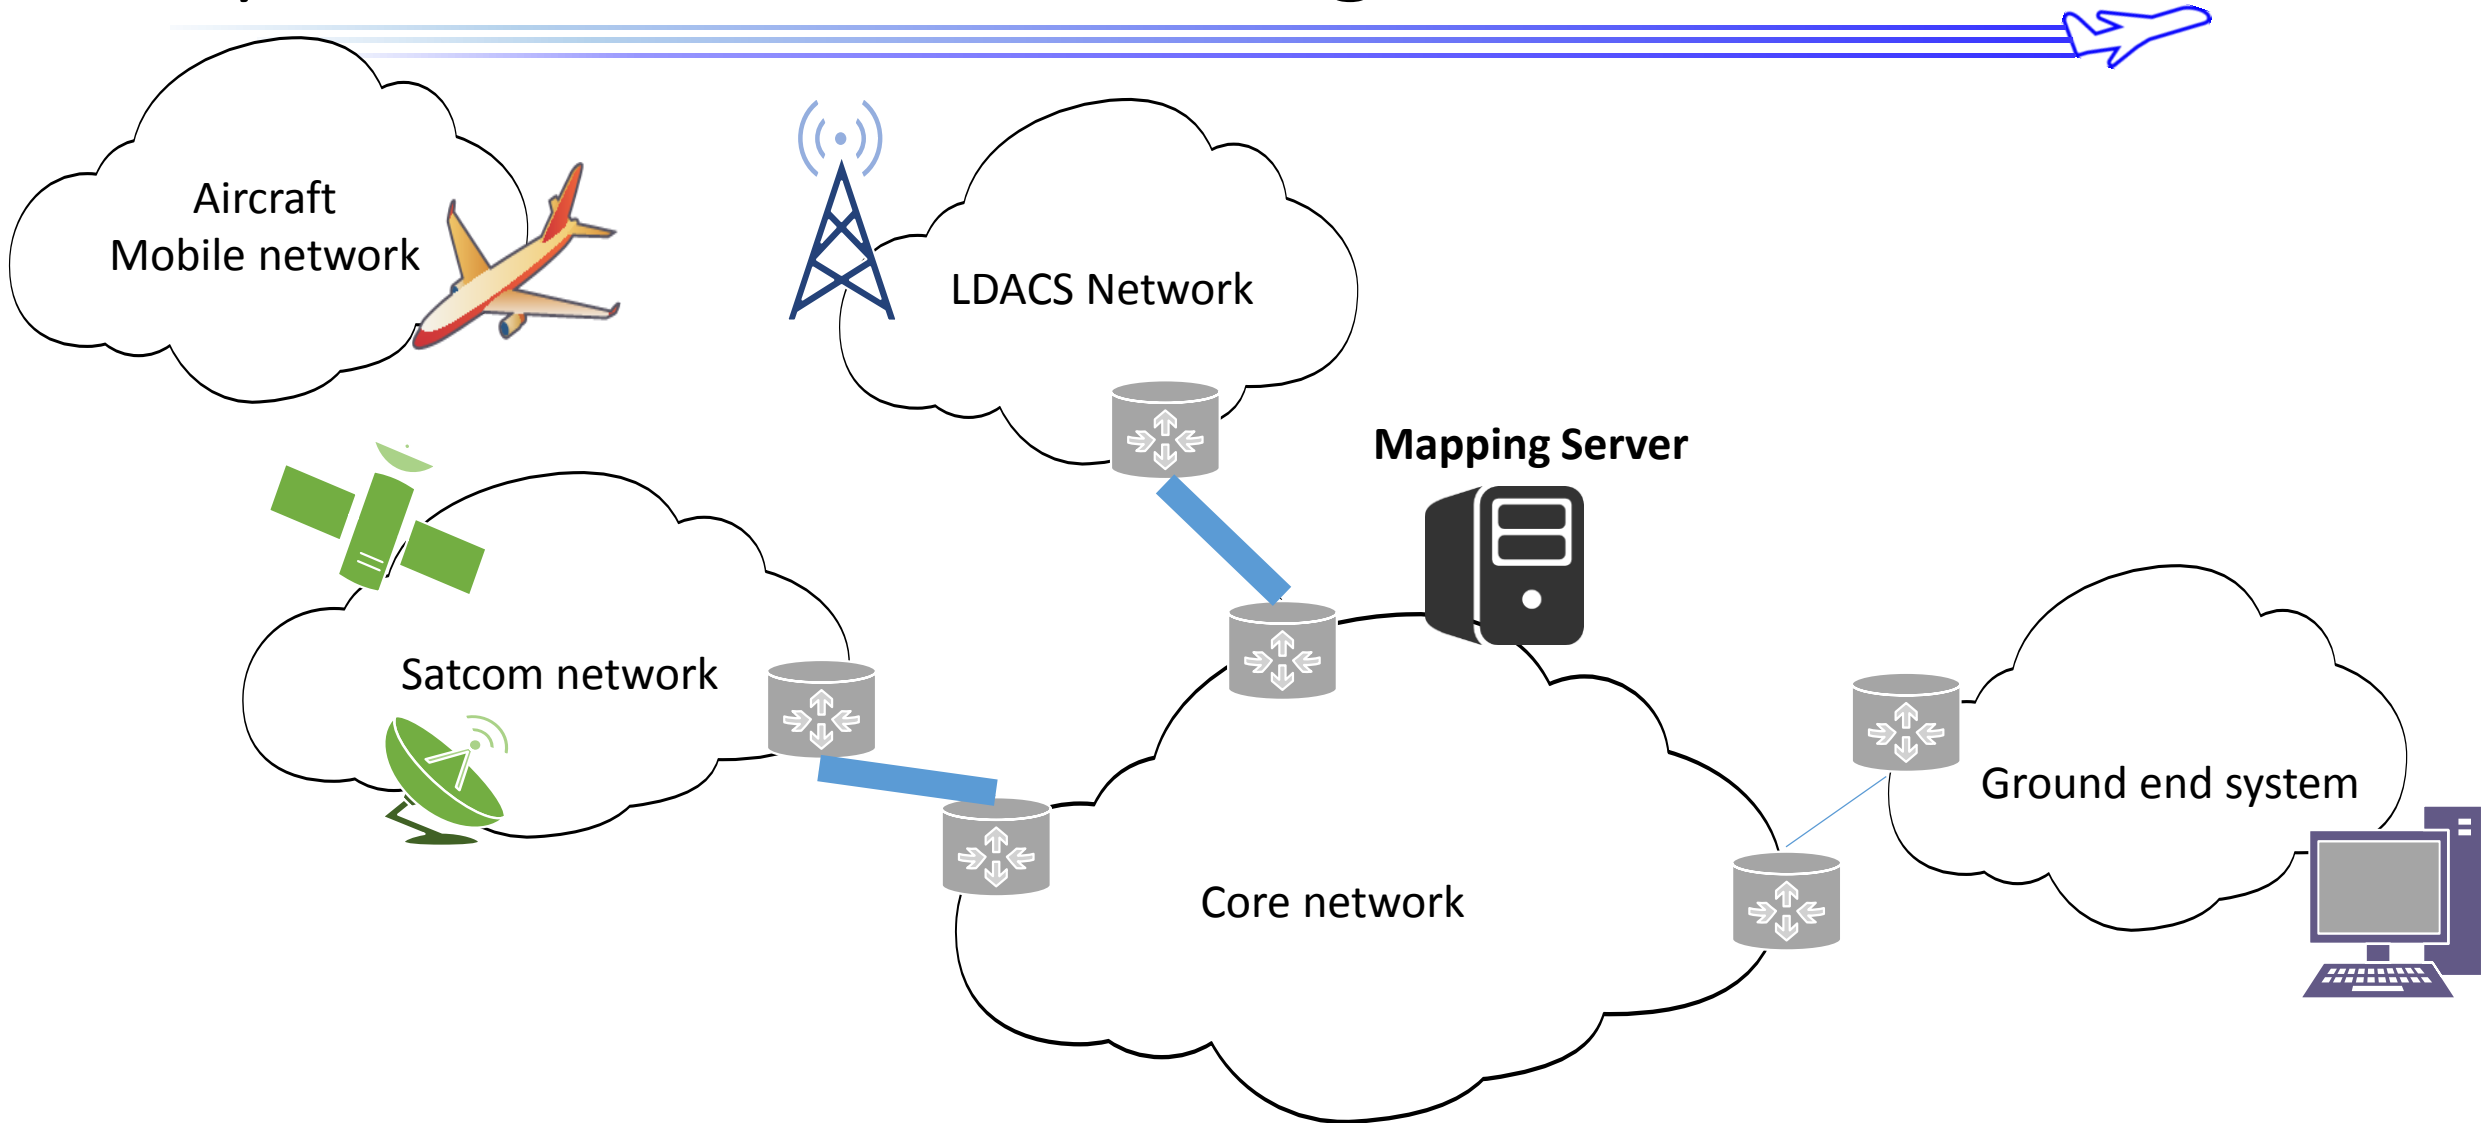 Aircraft
Mobile network
LDACS Network
Mapping Server
Satcom network
Ground end system
Core network